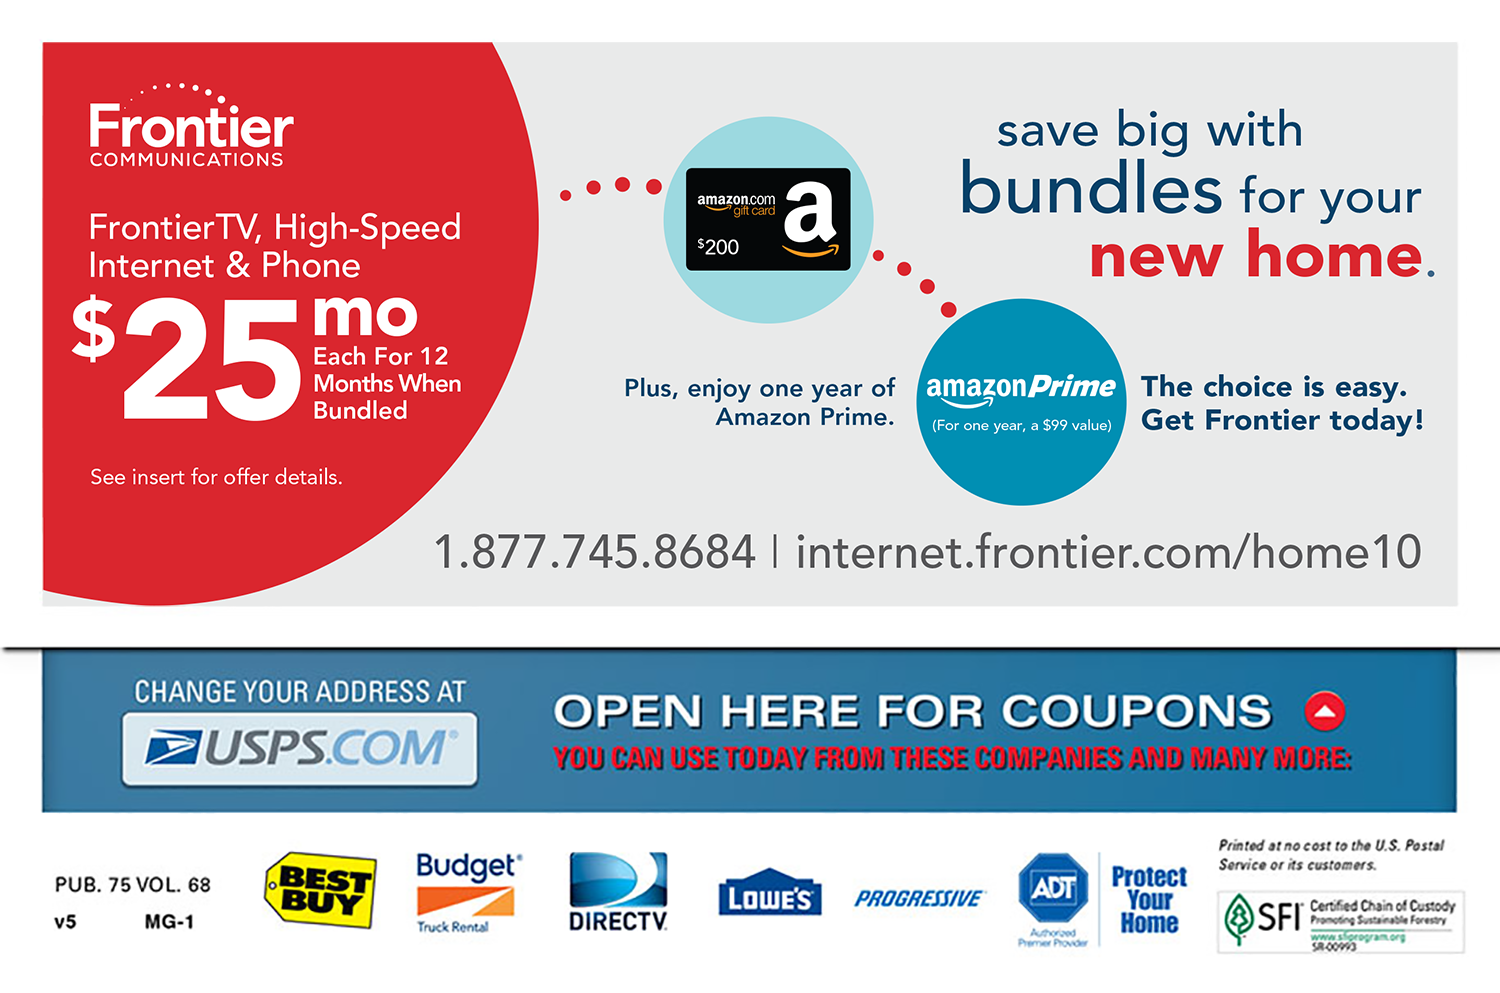 Frontier
COMMUNICATIONS
FrontierTV, High-Speed
Internet & Phone
$25 mo
Each For 12
Months When
Bundled
See insert for offer details.
amazon.com
gift card
$200
a
save big with
bundles for your
new home.
Plus, enjoy one year of
Amazon Prime.
amazonPrime
(For one year, a $99 value)
The choice is easy.
Get Frontier today!
1.877.745.8684 | internet.frontier.com/home10
CHANGE YOUR ADDRESS AT
USPS.COM®
OPEN HERE FOR COUPONS
YOU CAN USE TODAY FROM THESE COMPANIES AND MANY MORE:
PUB. 75 VOL. 68
v5 MG-1
BEST
BUY
Budget®
Truck Rental
DIRECTV
LOWE'S
PROGRESSIVE
ADT
Authorized
Premier Provider
Protect
Your
Home
Printed at no cost to the U.S. Postal
Service or its customers.
SFI
Certified Chain of Custody
Promoting Sustainable Forestry
www.sfiprogram.org
SR-00993